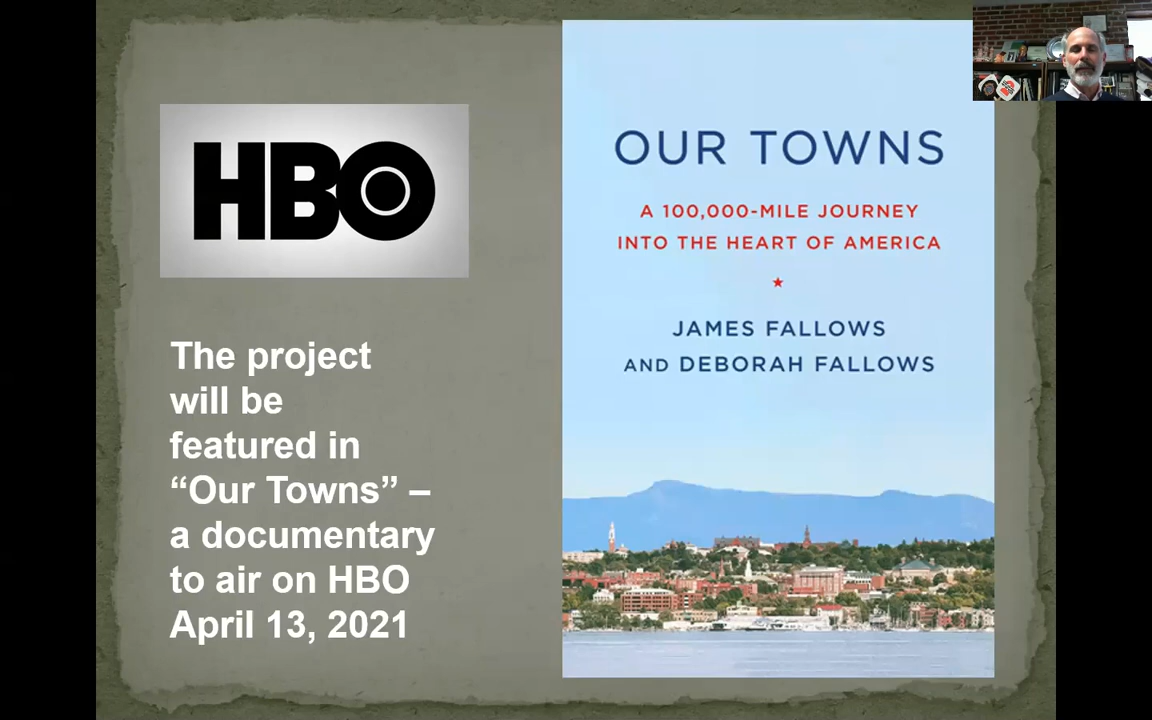 HBO
The project
will be
featured in
“Our Towns” –
a documentary
to air on HBO
April 13, 2021
OUR TOWNS
A 100,000-MILE JOURNEY
INTO THE HEART OF AMERICA
JAMES FALLOWS
AND DEBORAH FALLOWS